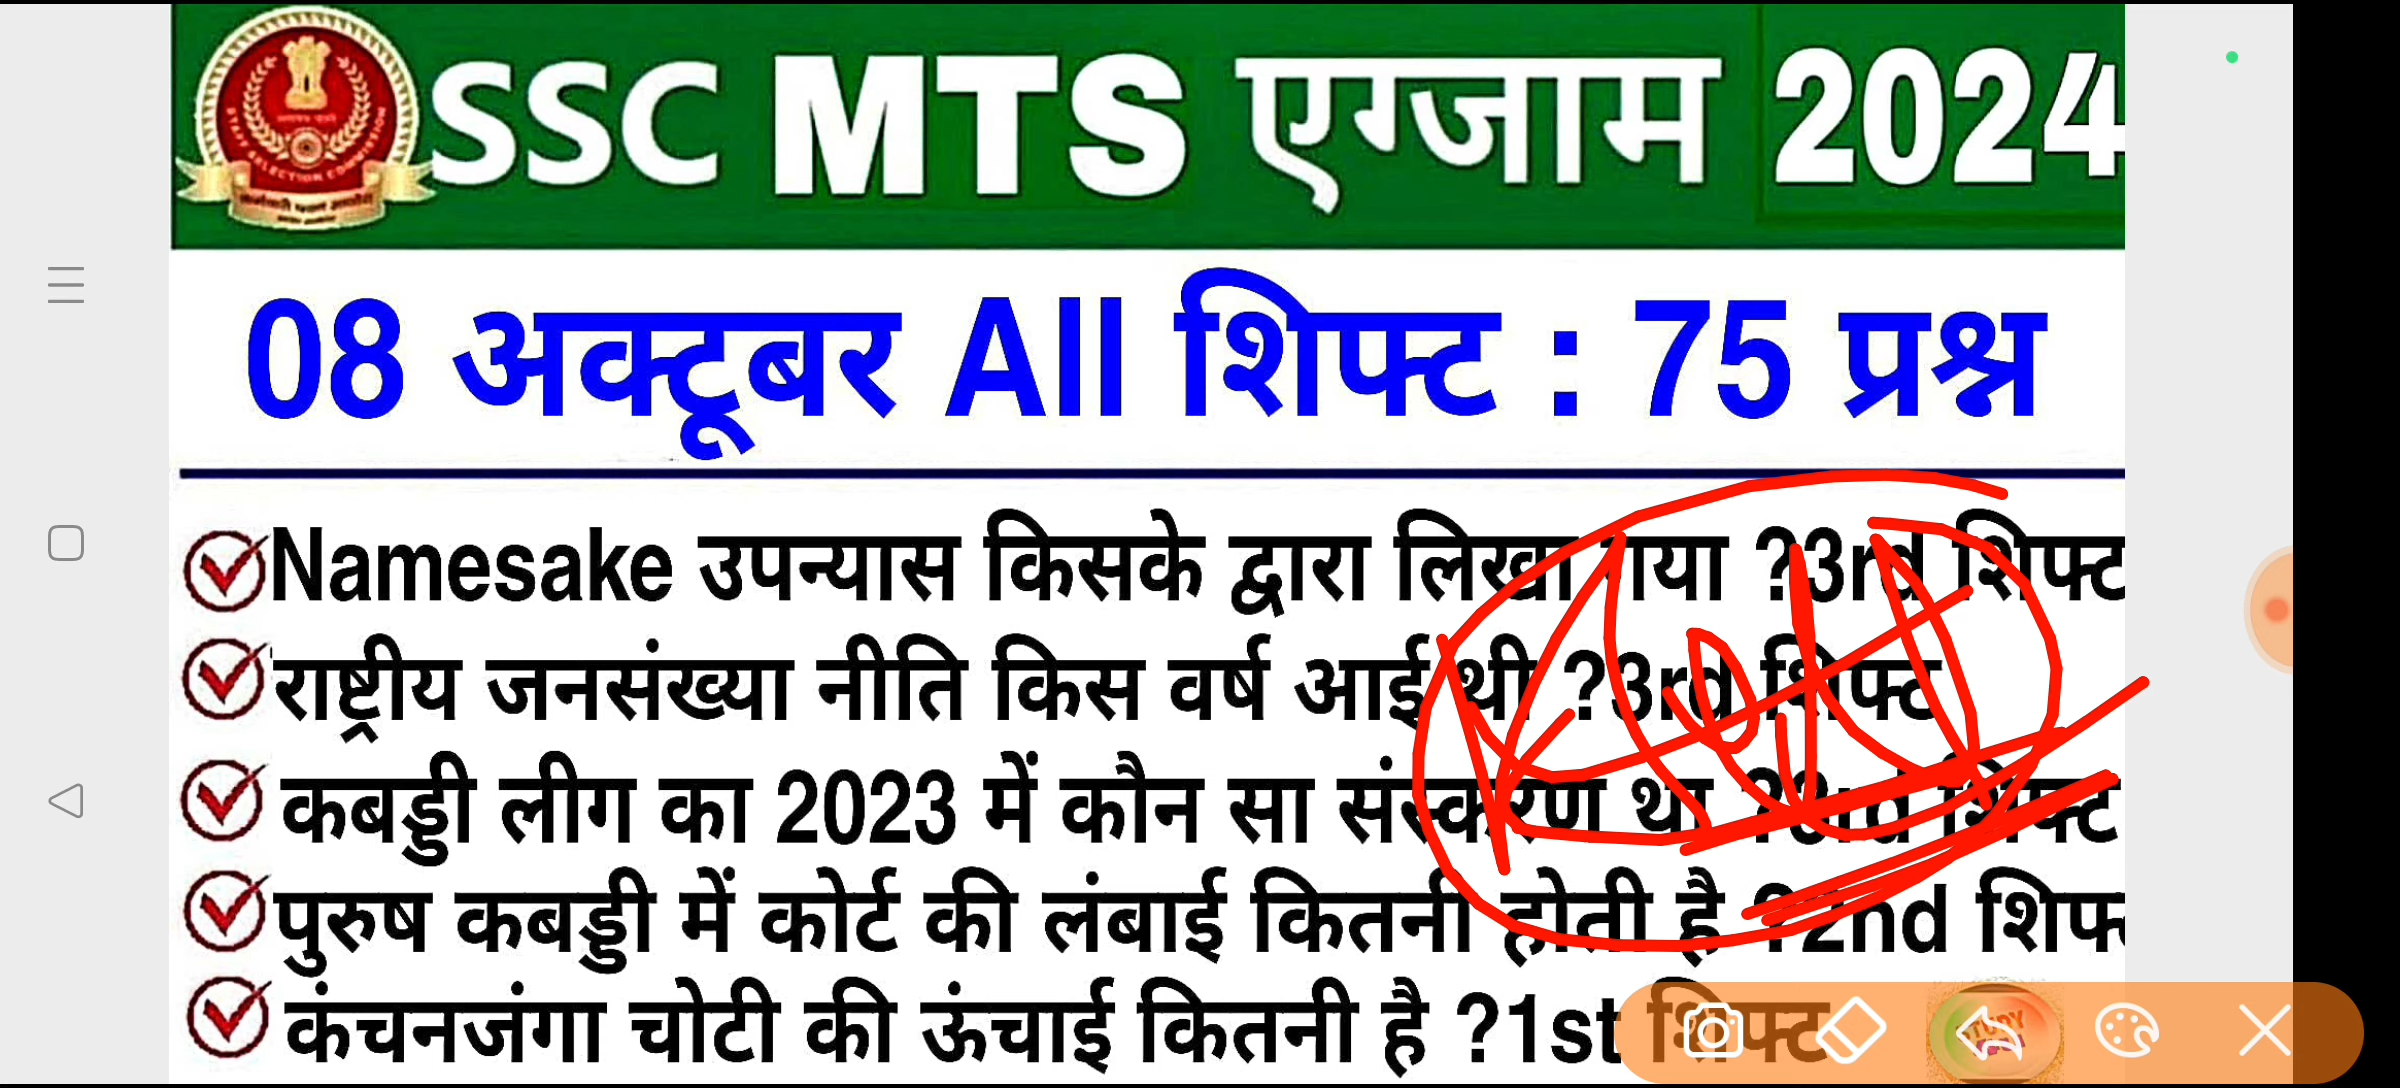 SSC MTS एग्जाम 2024
08 अक्टूबर All शिफ्ट : 75 प्रश्न
Namesake उपन्यास किसके द्वारा लिखा गया ?3rd शिफ्ट
राष्ट्रीय जनसंख्या नीति किस वर्ष आई थी ?3rd शिफ्ट
कबड्डी लीग का 2023 में कौन सा संस्करण था ?3rd शिफ्ट
पुरुष कबड्डी में कोर्ट की लंबाई कितनी होती है ?2nd
कंचनजंगा चोटी की ऊंचाई कितनी है ?1st शिफ्ट